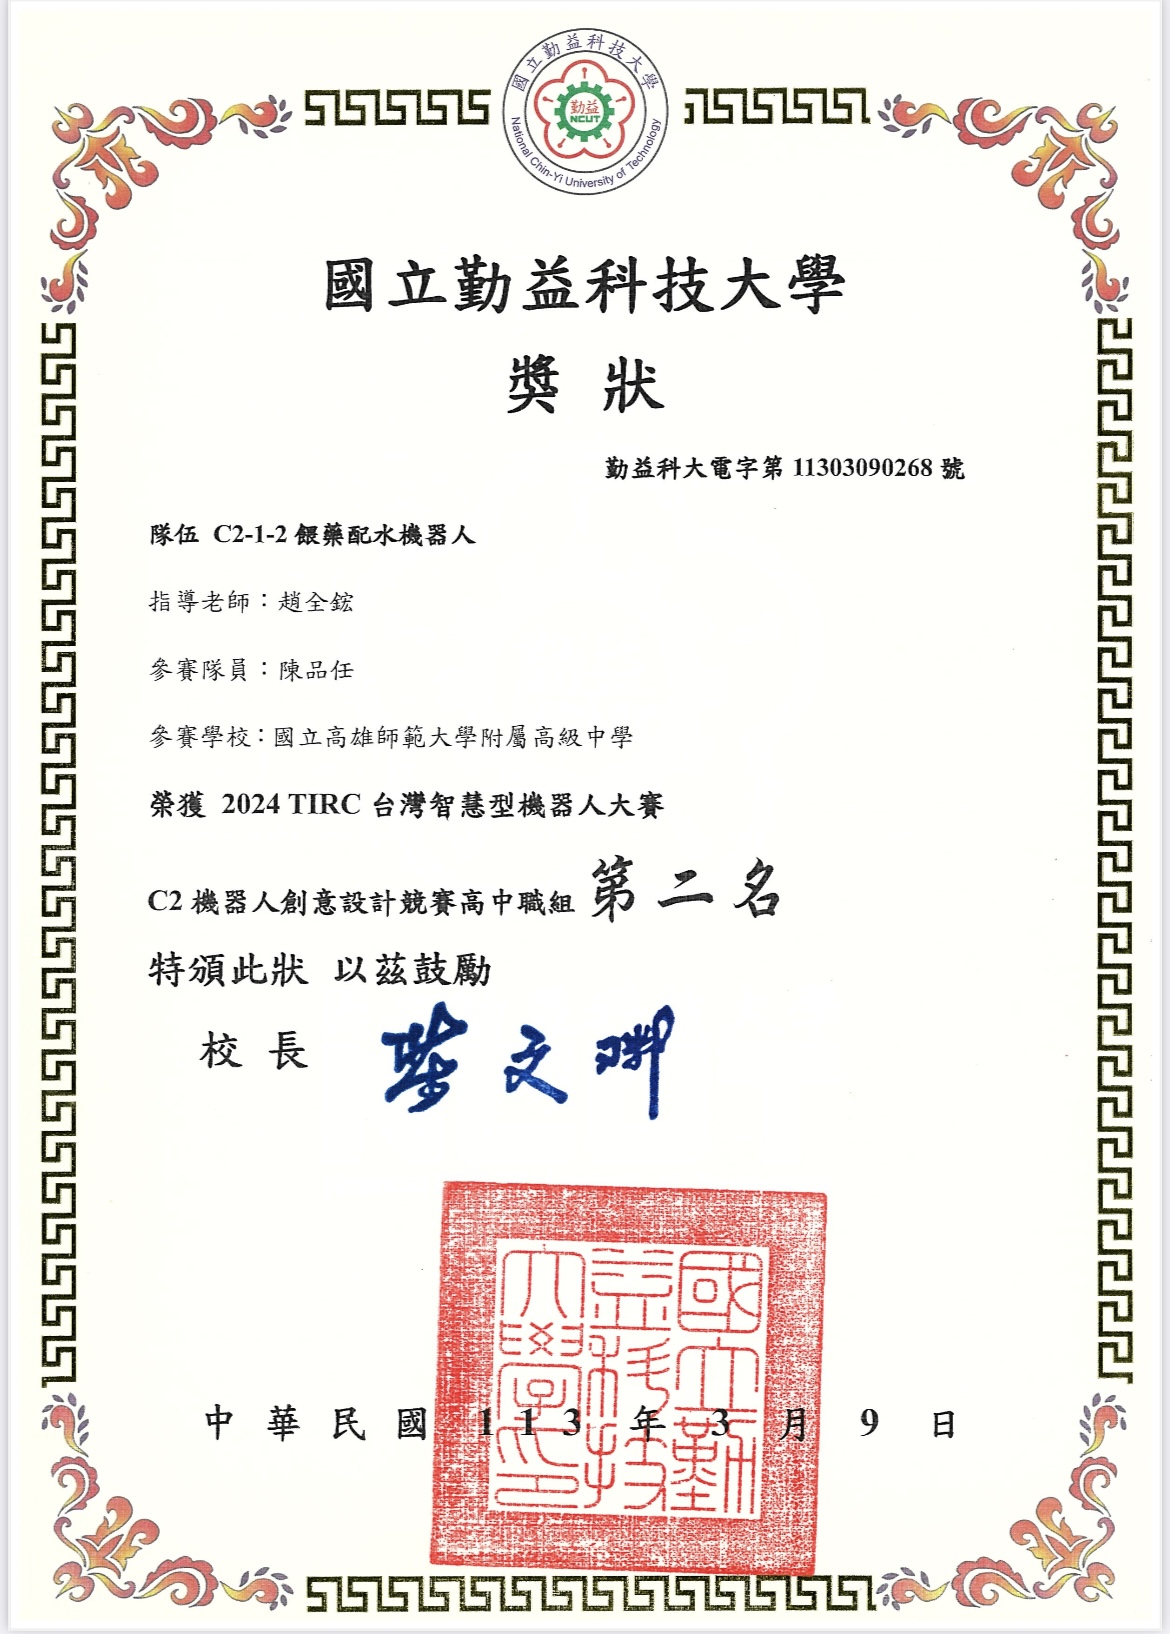 國立勤益科技大學
勤益
NCUT
National Chin-Yi University of Technology
國立勤益科技大學
獎 狀
勤益科大電字第 11303090268 號
隊伍 C2-1-2 餵藥配水機器人
指導老師：趙全鋐
參賽隊員：陳品任
參賽學校：國立高雄師範大學附屬高級中學
榮獲 2024 TIRC 台灣智慧型機器人大賽
C2 機器人創意設計競賽高中職組 第二名
特頒此狀 以茲鼓勵
校 長
國立勤益科技大學印
中 華 民 國 1 1 3 年 3 月 9 日